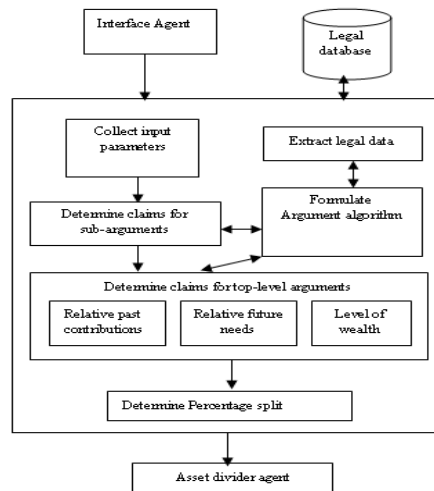 Interface Agent
Legal
database
Collect input
parameters
Extract legal data
Determine claims for
sub-arguments
Formulate
Argument algorithm
Determine claims for top-level arguments
Relative past
contributions
Relative future
needs
Level of
wealth
Determine Percentage split
Asset divider agent